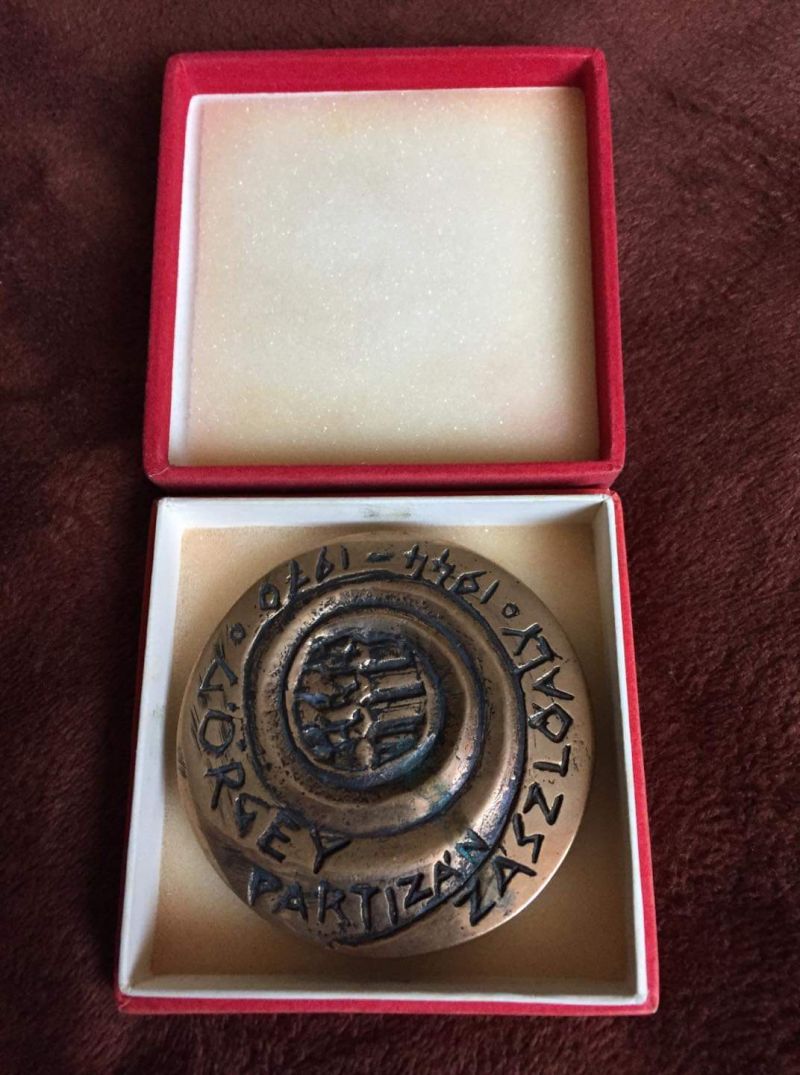 GÖRGEY
PARTIZÁN
ZÁSZLÓALJ
1944-1970